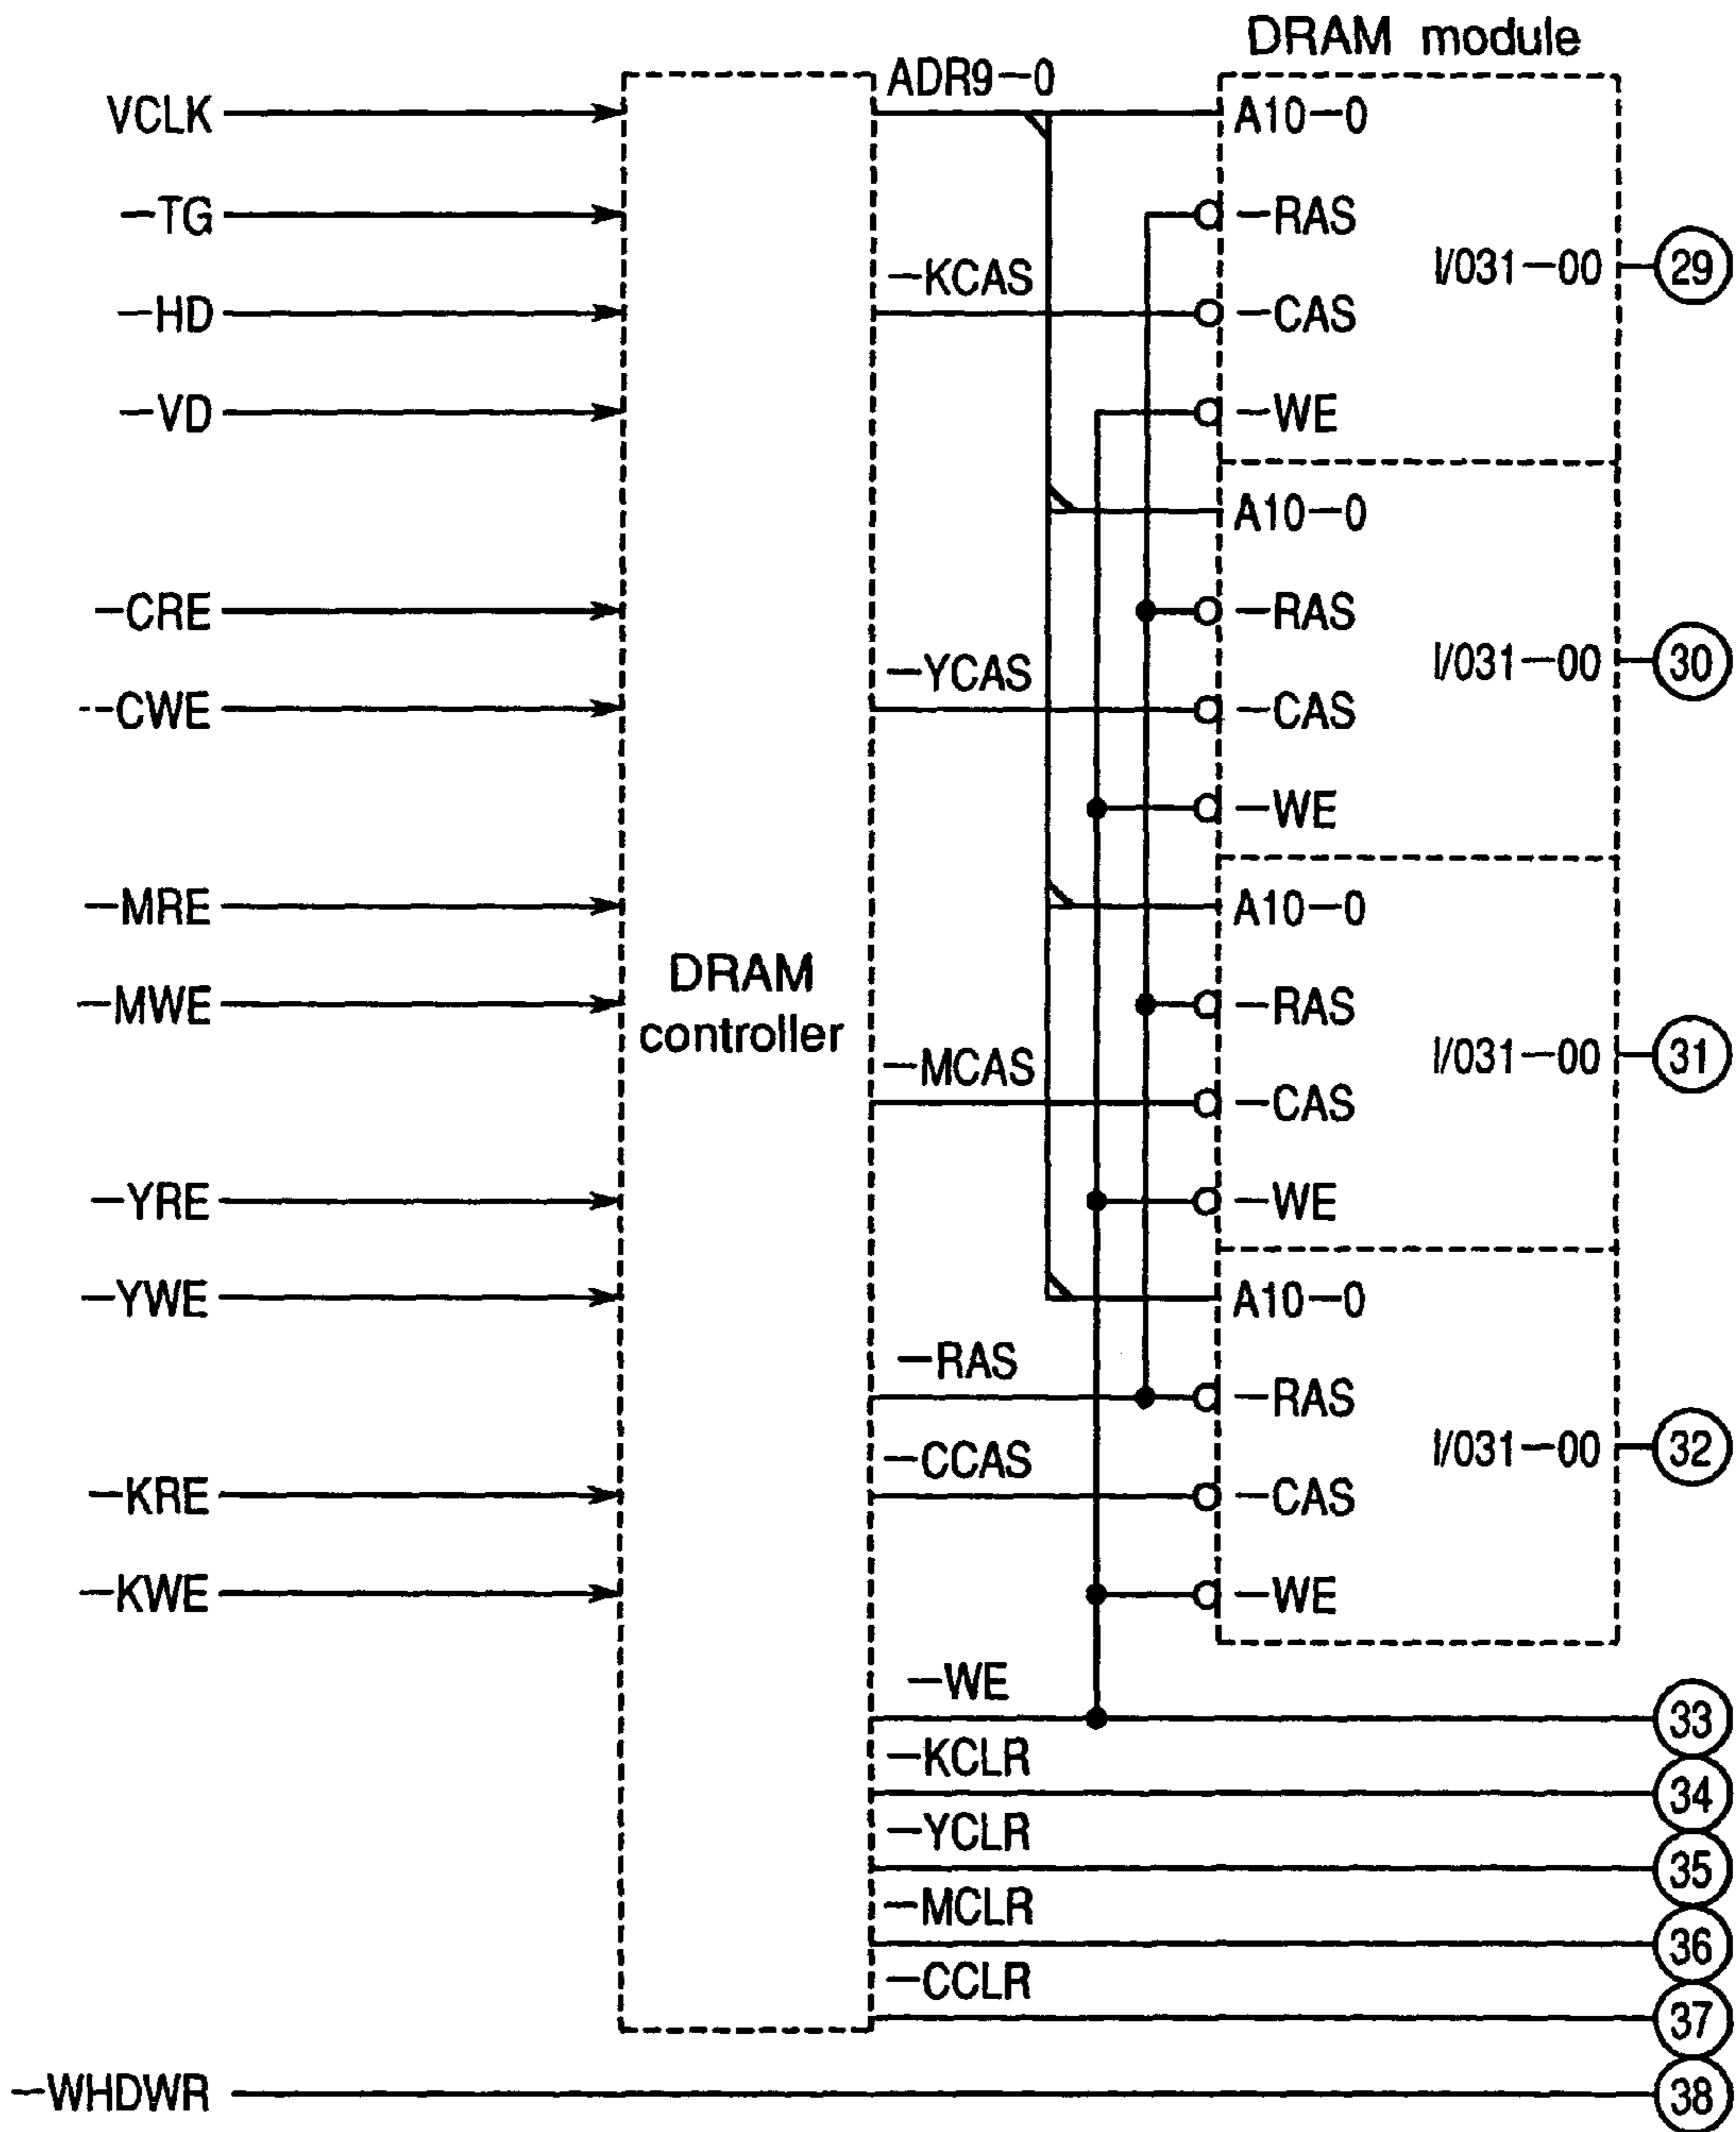 DRAM module
ADR9—0
VCLK
A10—0
—TG
—RAS
I/031—00
29
—KCAS
—HD
—CAS
—VD
—WE
A10—0
—CRE
—RAS
I/031—00
30
—YCAS
--CWE
—CAS
—WE
—MRE
A10—0
DRAM
controller
—MWE
—RAS
I/031—00
31
—MCAS
—CAS
—YRE
—WE
—YWE
A10—0
—RAS
—RAS
I/031—00
32
—CCAS
—KRE
—CAS
—KWE
—WE
—WE
33
—KCLR
34
—YCLR
35
—MCLR
36
—CCLR
37
—WHDWR
38